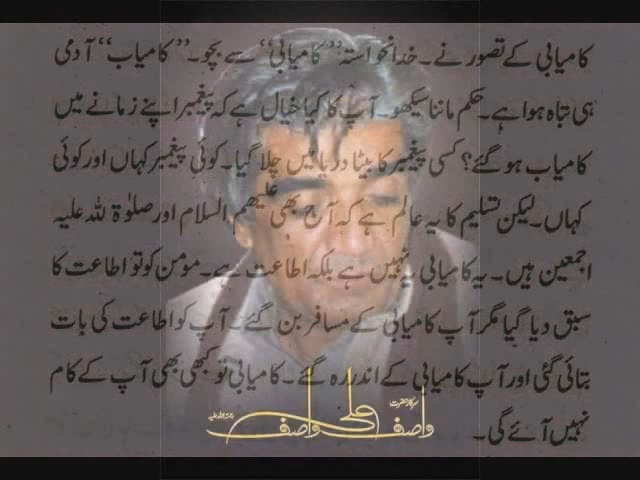 کامیابی کے تصور نے۔ خدانخواستہ "کامیابی" سے بچو۔ "کامیاب" آدمی
ہی تباہ ہوا ہے۔ حکم ماننا سیکھو۔ آپ کا کیا خیال ہے کہ پیغمبر اپنے زمانے میں
کامیاب ہو گئے؟ کسی پیغمبر کا بیٹا دریا میں چلا گیا۔ کوئی پیغمبر کہاں اور کوئی
کہاں۔ لیکن تسلیم کا یہ عالم ہے کہ آج بھی علیھم السلام اور صلوٰۃ للہ علیہ
اجمعین ہیں۔ یہ کامیابی نہیں ہے بلکہ اطاعت ہے۔ مومن کو تو اطاعت کا
سبق دیا گیا مگر آپ کامیابی کے مسافر بن گئے۔ آپ کو اطاعت کی بات
بتائی گئی اور آپ کامیابی کے اندر رہ گئے۔ کامیابی تو کبھی بھی آپ کے کام
نہیں آئے گی۔
حضرت واصف علی واصف